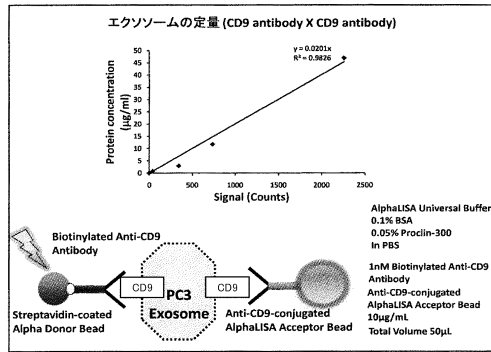 エクソソームの定量 (CD9 antibody X CD9 antibody)
y = 0.0201x
R² = 0.9826
Protein concentration
(μg/ml)
50
45
40
35
30
25
20
15
10
5
0
0
500
1000
1500
2000
2500
Signal (Counts)
AlphaLISA Universal Buffer
0.1% BSA
0.05% Proclin-300
In PBS
Biotinylated Anti-CD9
Antibody
CD9
PC3
Exosome
CD9
Streptavidin-coated
Alpha Donor Bead
Anti-CD9-conjugated
AlphaLISA Acceptor Bead
1nM Biotinylated Anti-CD9
Antibody
Anti-CD9-conjugated
AlphaLISA Acceptor Bead
10μg/mL
Total Volume 50μL